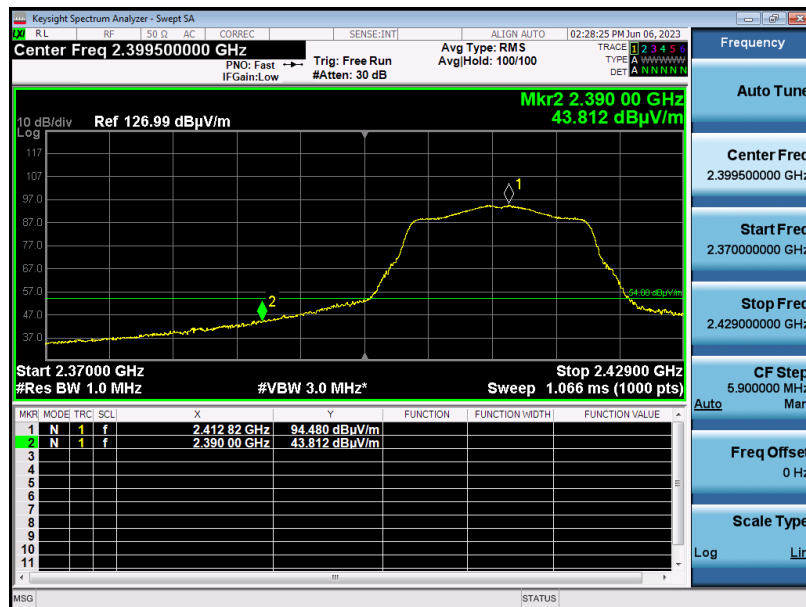 Keysight Spectrum Analyzer - Swept SA
LXI RL RF 50 Ω AC CORREC SENSE:INT ALIGN AUTO 02:28:25 PM Jun 06, 2023
Center Freq 2.399500000 GHz
PNO: Fast
IFGain:Low
Trig: Free Run
#Atten: 30 dB
Avg Type: RMS
Avg|Hold: 100/100
TRACE 1 2 3 4 5 6
TYPE A W W W W W
DET A N N N N N
Mkr2 2.390 00 GHz
43.812 dBµV/m
10 dB/div Ref 126.99 dBµV/m
Log
117
107
97.0
87.0
77.0
67.0
57.0
47.0
37.0
1
2
54.00 dBµV/m
Start 2.37000 GHz Stop 2.42900 GHz
#Res BW 1.0 MHz #VBW 3.0 MHz* Sweep 1.066 ms (1000 pts)
MKR MODE TRC SCL X Y FUNCTION FUNCTION WIDTH FUNCTION VALUE
1 N 1 f 2.412 82 GHz 94.480 dBµV/m
2 N 1 f 2.390 00 GHz 43.812 dBµV/m
3
4
5
6
7
8
9
10
11
MSG STATUS
Frequency
Auto Tune
Center Freq
2.399500000 GHz
Start Freq
2.370000000 GHz
Stop Freq
2.429000000 GHz
CF Step
5.900000 MHz
Auto Man
Freq Offset
0 Hz
Scale Type
Log Lin